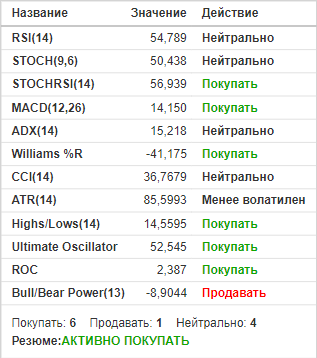 Название Значение Действие
RSI(14) 54,789 Нейтрально
STOCH(9,6) 50,438 Нейтрально
STOCHRSI(14) 56,939 Покупать
MACD(12,26) 14,150 Покупать
ADX(14) 15,218 Нейтрально
Williams %R -41,175 Покупать
CCI(14) 36,7679 Нейтрально
ATR(14) 85,5993 Менее волатилен
Highs/Lows(14) 14,5595 Покупать
Ultimate Oscillator 52,545 Покупать
ROC 2,387 Покупать
Bull/Bear Power(13) -8,9044 Продавать
Покупать: 6 Продавать: 1 Нейтрально: 4
Резюме:АКТИВНО ПОКУПАТЬ